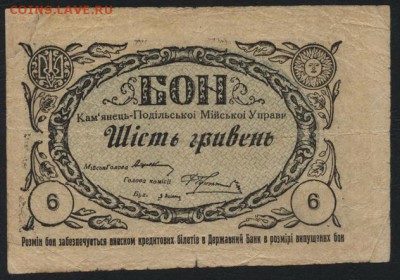 COINS.LAVE.RU
БОН
Кам'янець-Подільської Міської Управи
Шість гривень
Міський Голова
Голова комісії
6
6
Розмін бон забезпечується вноском кредитових білетів в Державний Банк в розмірі випущених бон